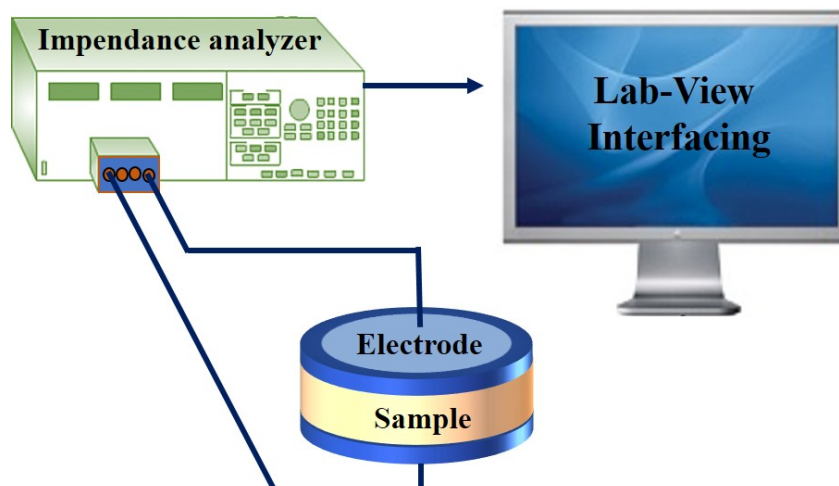 Impendance analyzer
Lab-View
Interfacing
Electrode
Sample